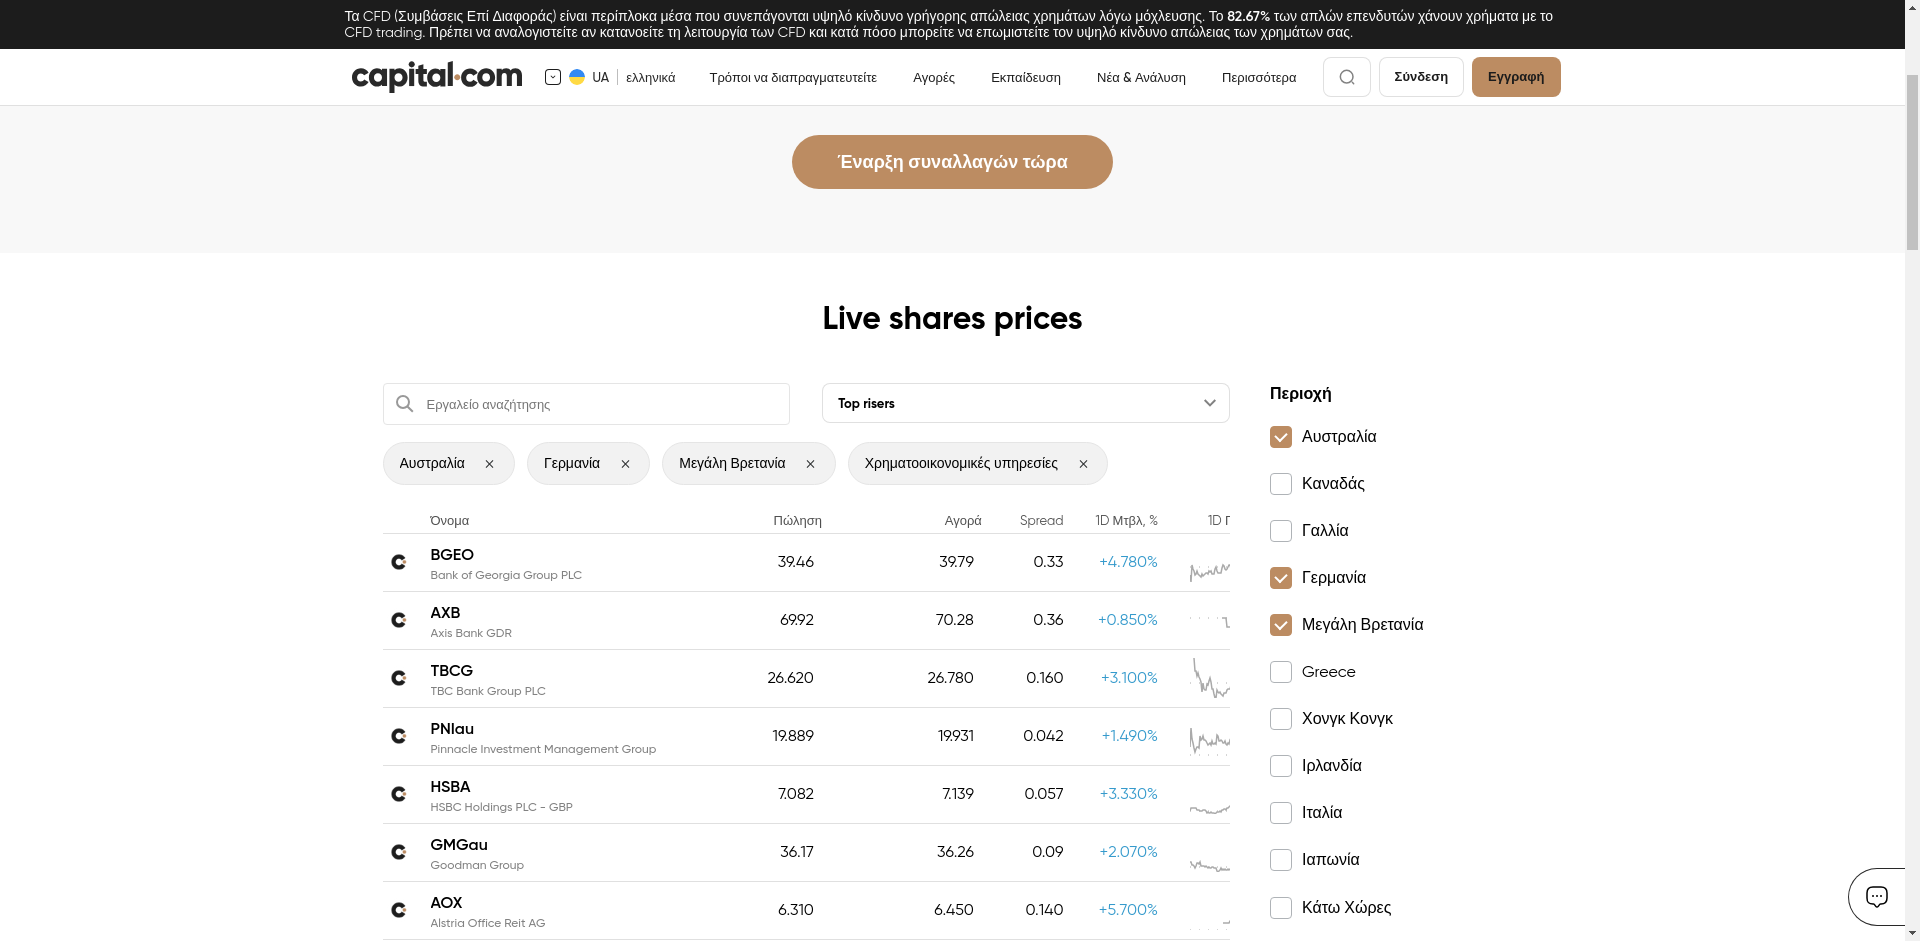 Τα CFD (Συμβάσεις Επί Διαφοράς) είναι περίπλοκα μέσα που συνεπάγονται υψηλό κίνδυνο γρήγορης απώλειας χρημάτων λόγω μόχλευσης. Το 82.67% των απλών επενδυτών χάνουν χρήματα με το
CFD trading. Πρέπει να αναλογιστείτε αν κατανοείτε τη λειτουργία των CFD και κατά πόσο μπορείτε να επωμιστείτε τον υψηλό κίνδυνο απώλειας των χρημάτων σας.
capital.com UA ελληνικά Τρόποι να διαπραγματευτείτε Αγορές Εκπαίδευση Νέα & Ανάλυση Περισσότερα Σύνδεση Εγγραφή
Έναρξη συναλλαγών τώρα
Live shares prices
Εργαλείο αναζήτησης
Top risers
Αυστραλία × Γερμανία × Μεγάλη Βρετανία × Χρηματοοικονομικές υπηρεσίες ×
Όνομα Πώληση Αγορά Spread 1D Μτβλ, % 1D
BGEO 39.46 39.79 0.33 +4.780%
Bank of Georgia Group PLC
AXB 69.92 70.28 0.36 +0.850%
Axis Bank GDR
TBCG 26.620 26.780 0.160 +3.100%
TBC Bank Group PLC
PNIau 19.889 19.931 0.042 +1.490%
Pinnacle Investment Management Group
HSBA 7.082 7.139 0.057 +3.330%
HSBC Holdings PLC - GBP
GMGau 36.17 36.26 0.09 +2.070%
Goodman Group
AOX 6.310 6.450 0.140 +5.700%
Alstria Office Reit AG
Περιοχή
Αυστραλία
Καναδάς
Γαλλία
Γερμανία
Μεγάλη Βρετανία
Greece
Χονγκ Κονγκ
Ιρλανδία
Ιταλία
Ιαπωνία
Κάτω Χώρες